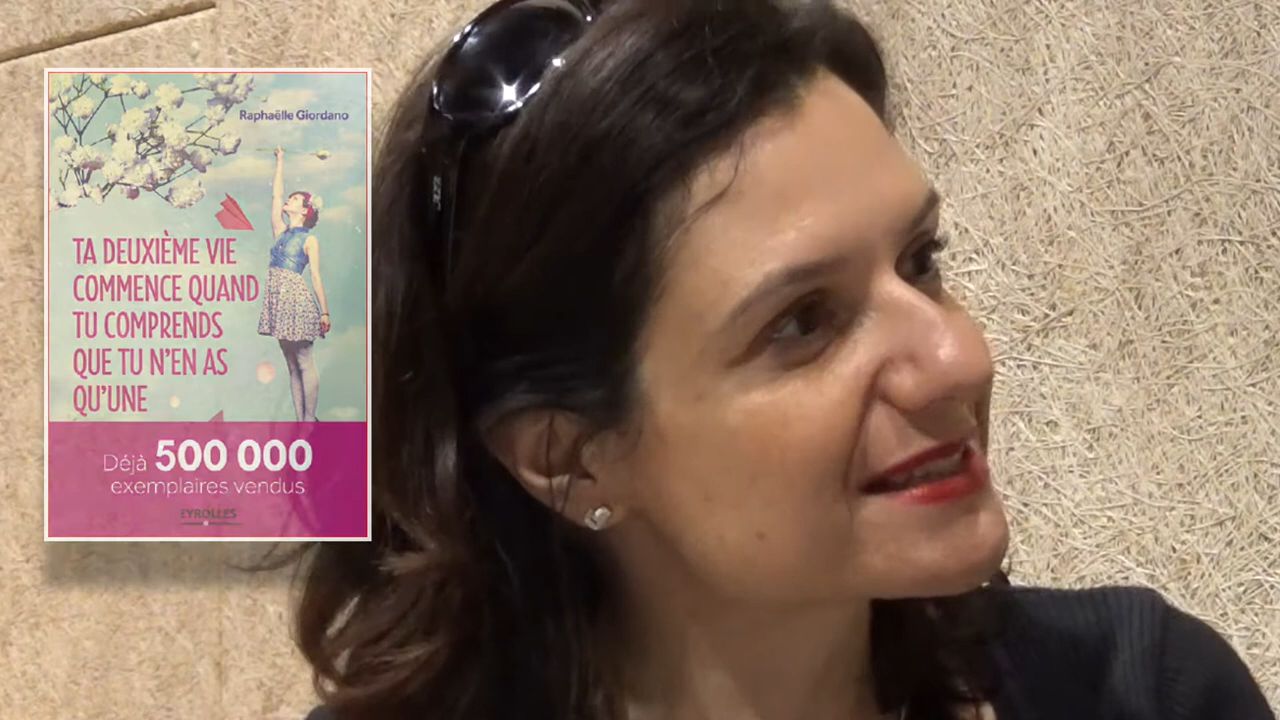 Raphaëlle Giordano
TA DEUXIÈME VIE
COMMENCE QUAND
TU COMPRENDS
QUE TU N'EN AS
QU'UNE
Déjà 500 000
exemplaires vendus
EYROLLES